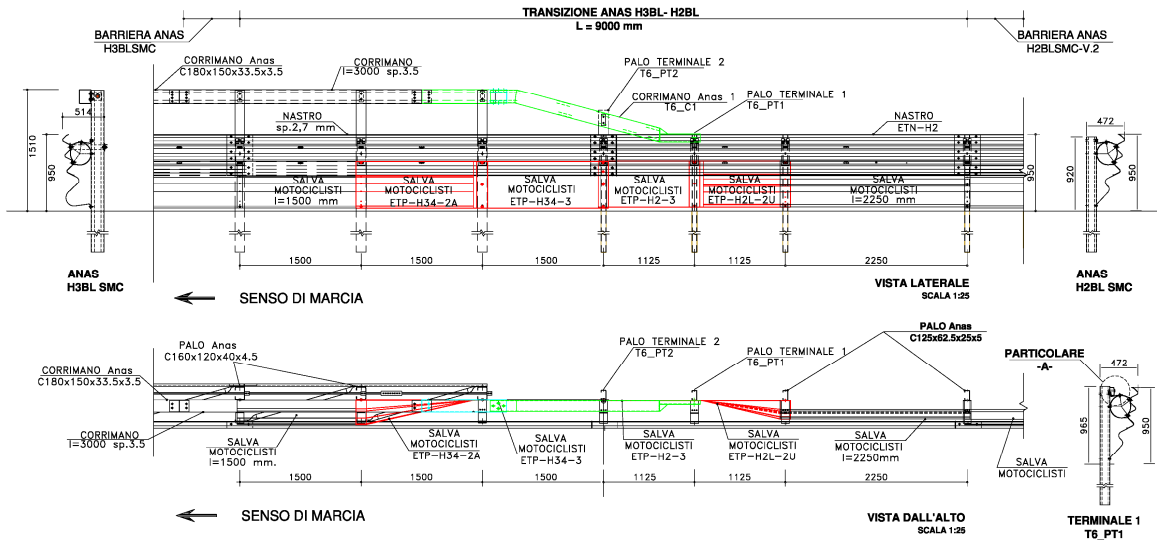 TRANSIZIONE ANAS H3BL- H2BL
L = 9000 mm
BARRIERA ANAS
H3BLSMC
BARRIERA ANAS
H2BLSMC-V.2
CORRIMANO Anas
C180x150x33.5x3.5
CORRIMANO
l=3000 sp.3.5
PALO TERMINALE 2
T6_PT2
CORRIMANO Anas 1
T6_C1
PALO TERMINALE 1
T6_PT1
NASTRO
sp.2,7 mm
NASTRO
ETN-H2
514
1510
950
472
950
920
950
SALVA
MOTOCICLISTI
l=1500 mm
SALVA
MOTOCICLISTI
ETP-H34-2A
SALVA
MOTOCICLISTI
ETP-H34-3
SALVA
MOTOCICLISTI
ETP-H2-3
SALVA
MOTOCICLISTI
ETP-H2L-2U
SALVA
MOTOCICLISTI
l=2250 mm
1500
1500
1500
1125
1125
2250
ANAS
H3BL SMC
SENSO DI MARCIA
VISTA LATERALE
SCALA 1:25
ANAS
H2BL SMC
PALO Anas
C160x120x40x4.5
CORRIMANO Anas
C180x150x33.5x3.5
PALO TERMINALE 2
T6_PT2
PALO TERMINALE 1
T6_PT1
PALO Anas
C125x62.5x25x5
PARTICOLARE
-A-
472
965
950
CORRIMANO
l=3000 sp.3.5
SALVA
MOTOCICLISTI
l=1500 mm.
SALVA
MOTOCICLISTI
ETP-H34-2A
SALVA
MOTOCICLISTI
ETP-H34-3
SALVA
MOTOCICLISTI
ETP-H2-3
SALVA
MOTOCICLISTI
ETP-H2L-2U
SALVA
MOTOCICLISTI
l=2250mm
SALVA
MOTOCICLISTI
1500
1500
1500
1125
1125
2250
SENSO DI MARCIA
VISTA DALL'ALTO
SCALA 1:25
TERMINALE 1
T6_PT1